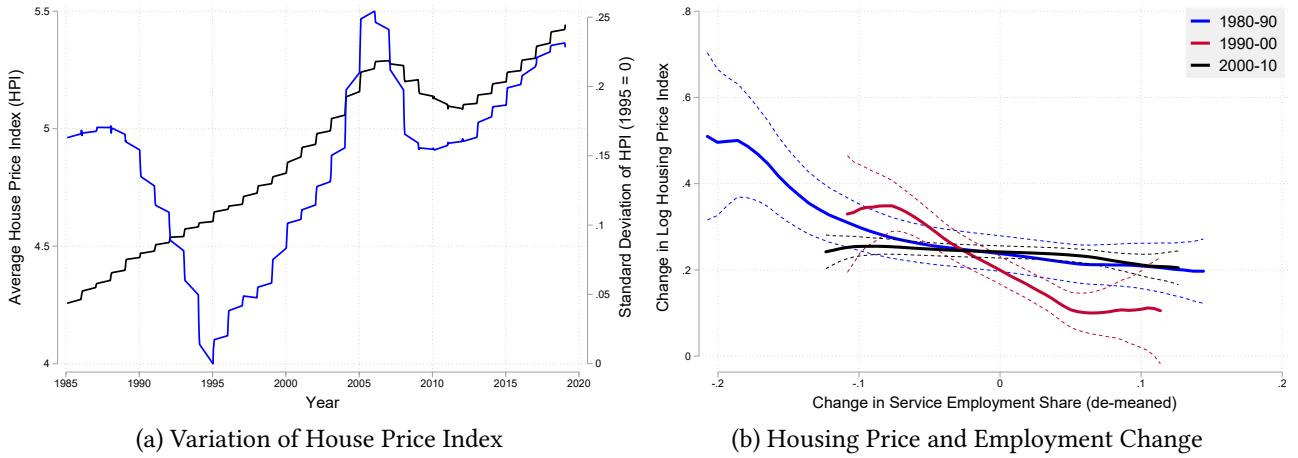 Average House Price Index (HPI)
5.5
5
4.5
4
.25
.2
.15
.1
.05
0
Standard Deviation of HPI (1995 = 0)
1985 1990 1995 2000 2005 2010 2015 2020
Year
(a) Variation of House Price Index
Change in Log Housing Price Index
.8
.6
.4
.2
0
1980-90
1990-00
2000-10
-.2 -.1 0 .1 .2
Change in Service Employment Share (de-meaned)
(b) Housing Price and Employment Change